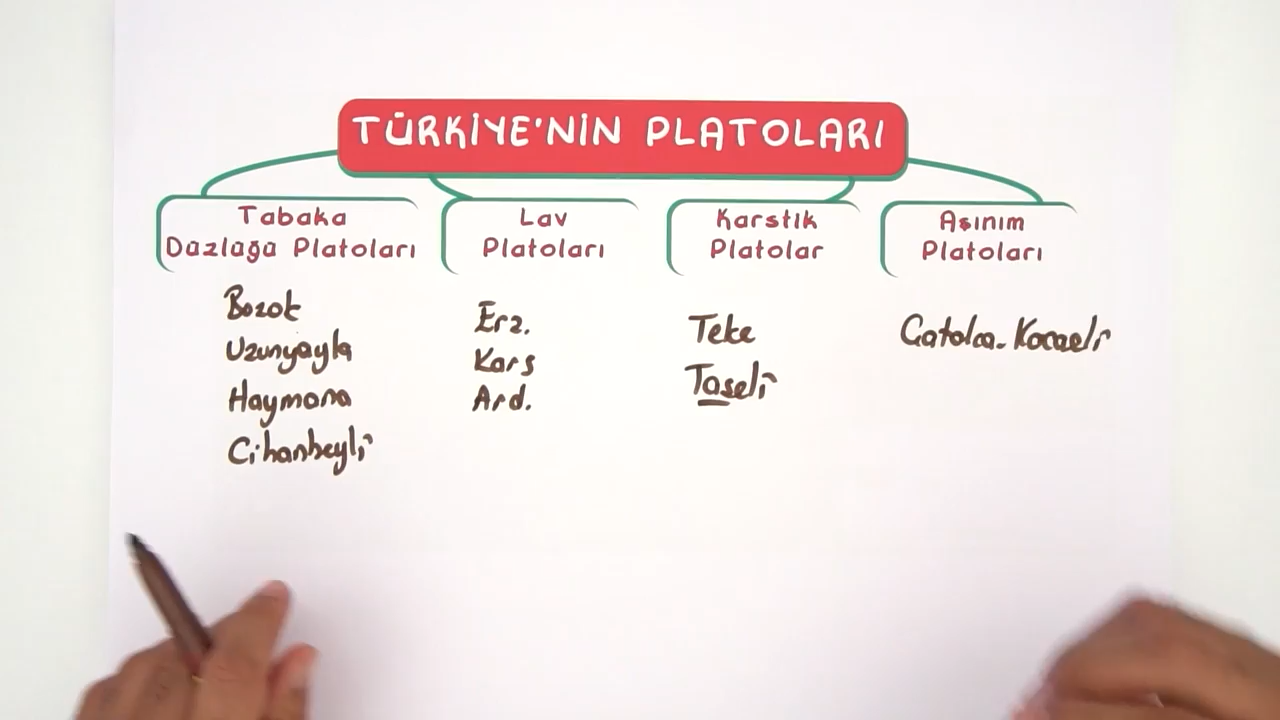 TÜRKİYE'NİN PLATOLARI
Tabaka
Düzlüğü Platoları
Bozok
Uzunyayla
Haymana
Cihanbeyli
Lav
Platoları
Erz.
Kars
Ard.
Karstik
Platolar
Teke
Taşeli
Aşınım
Platoları
Çatalca-Kocaeli